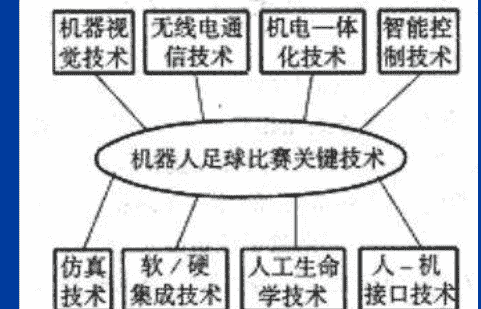 机器视
觉技术
无线电通
信技术
机电一体
化技术
智能控
制技术
机器人足球比赛关键技术
仿真
技术
软/硬
集成技术
人工生命
学技术
人-机
接口技术